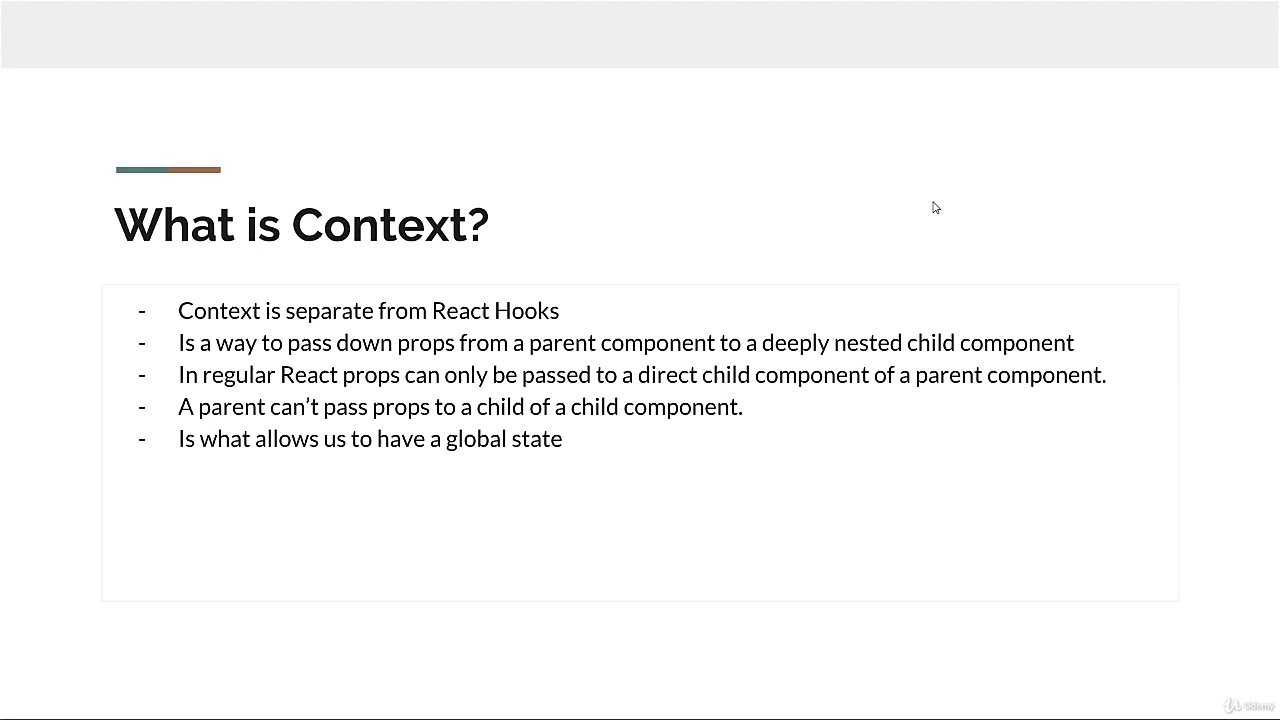 What is Context?
- Context is separate from React Hooks
- Is a way to pass down props from a parent component to a deeply nested child component
- In regular React props can only be passed to a direct child component of a parent component.
- A parent can’t pass props to a child of a child component.
- Is what allows us to have a global state
Udemy